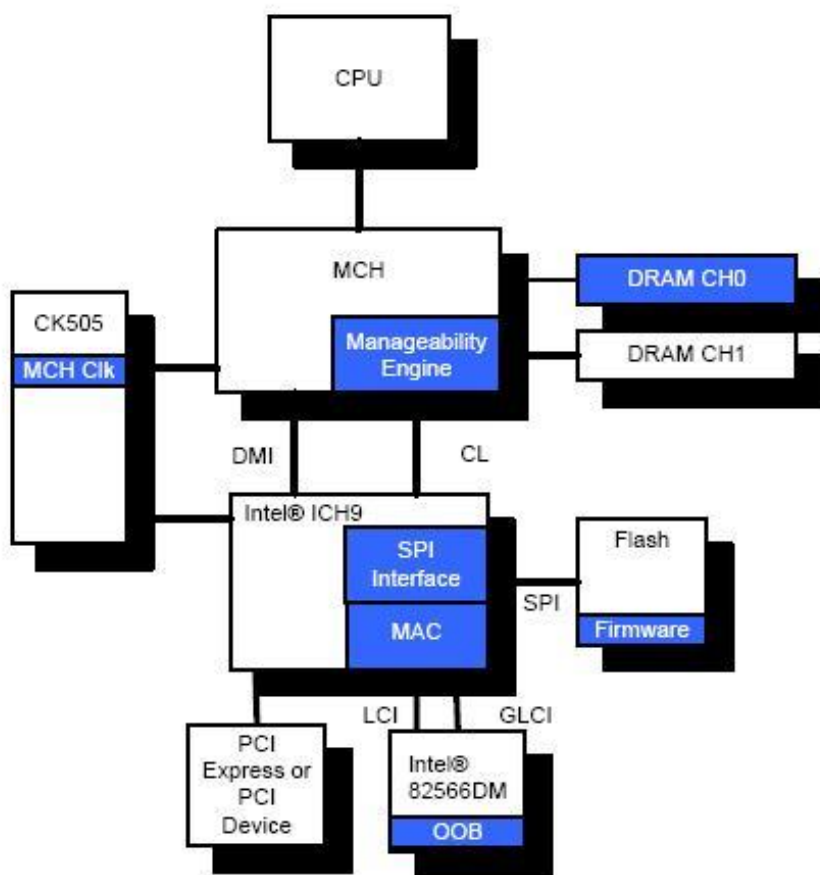 CPU
MCH
Manageability
Engine
DRAM CH0
DRAM CH1
CK505
MCH Clk
DMI
CL
Intel® ICH9
SPI
Interface
MAC
SPI
Flash
Firmware
LCI
GLCI
PCI
Express or
PCI
Device
Intel®
82566DM
OOB